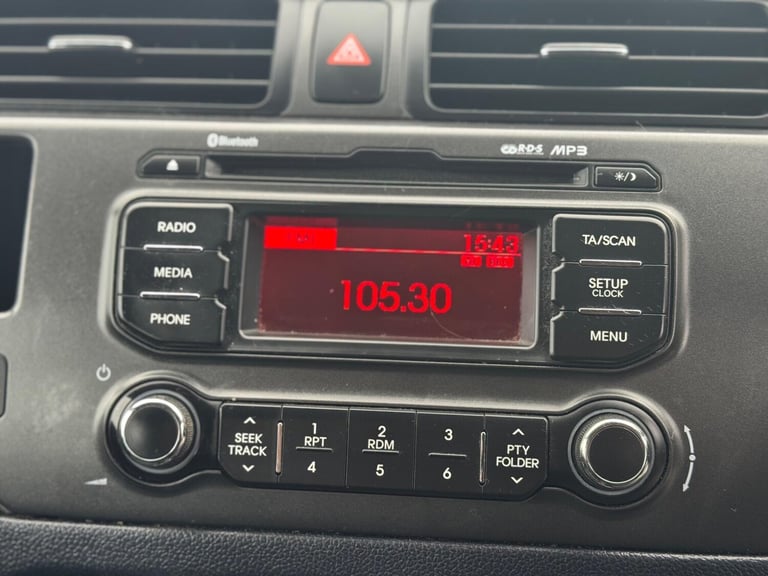 Bluetooth
R·D·S MP3
RADIO
MEDIA
PHONE
15:43
105.30
TA/SCAN
SETUP
CLOCK
MENU
SEEK
TRACK
1
RPT
4
2
RDM
5
3
6
PTY
FOLDER